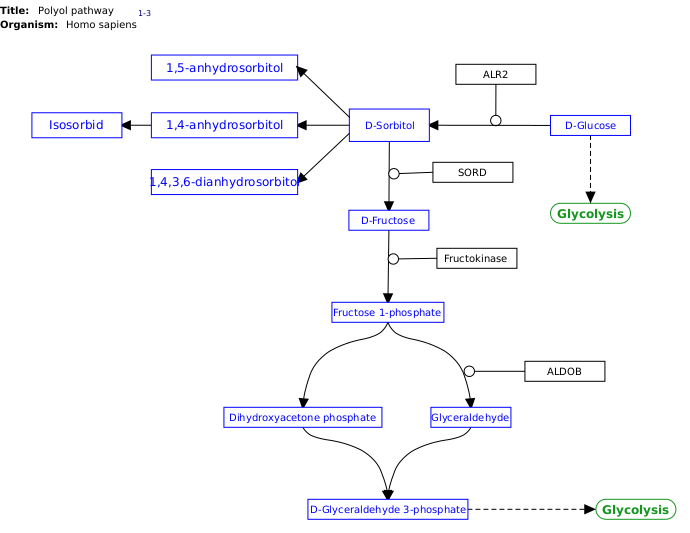 Title: Polyol pathway 1-3
Organism: Homo sapiens
1,5-anhydrosorbitol
ALR2
Isosorbid
1,4-anhydrosorbitol
D-Sorbitol
D-Glucose
1,4,3,6-dianhydrosorbitol
SORD
D-Fructose
Glycolysis
Fructokinase
Fructose 1-phosphate
ALDOB
Dihydroxyacetone phosphate
Glyceraldehyde
D-Glyceraldehyde 3-phosphate
Glycolysis